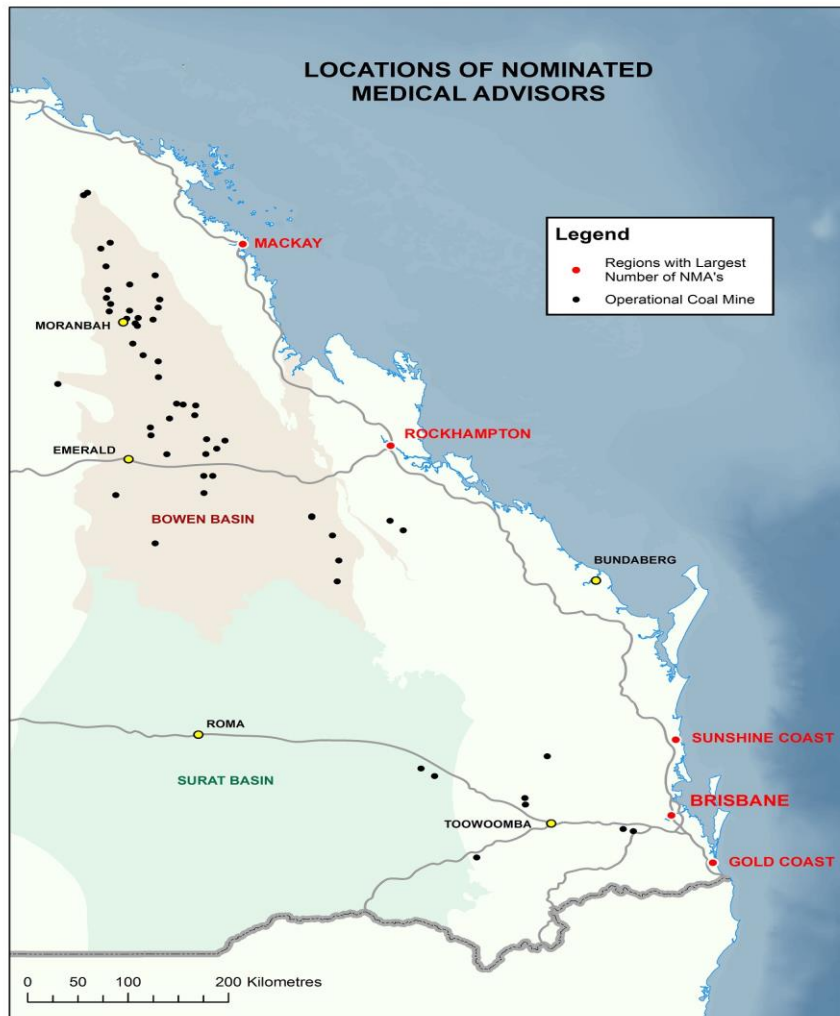 LOCATIONS OF NOMINATED
MEDICAL ADVISORS
MACKAY
Legend
Regions with Largest
Number of NMA's
Operational Coal Mine
MORANBAH
ROCKHAMPTON
EMERALD
BOWEN BASIN
BUNDABERG
ROMA
SUNSHINE COAST
SURAT BASIN
BRISBANE
TOOWOOMBA
GOLD COAST
0 50 100 200 Kilometres